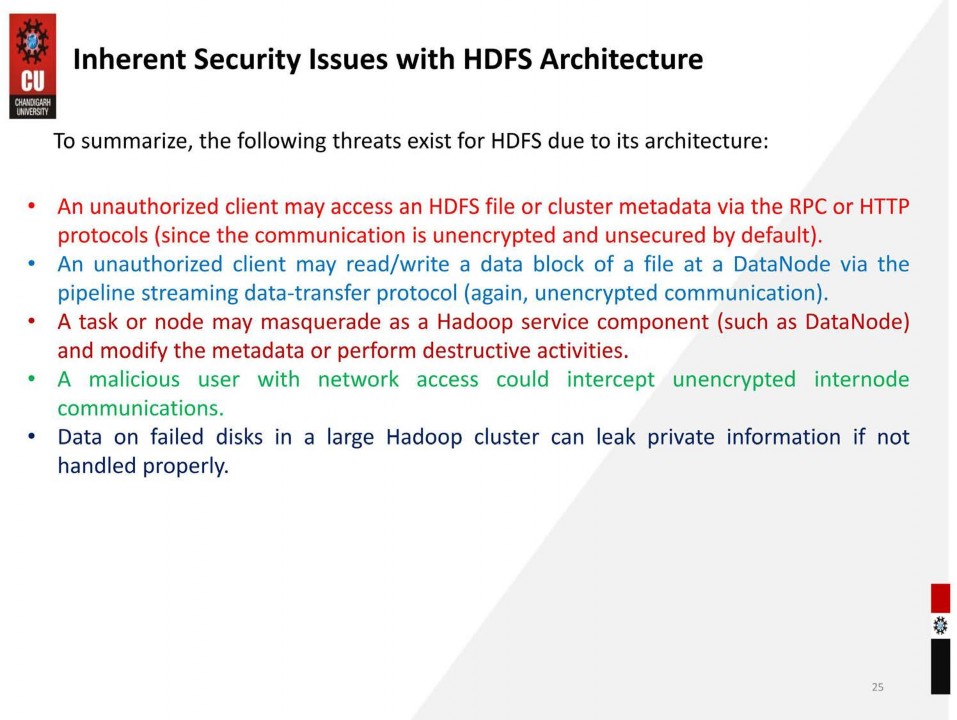 CU
CHANDIGARH
UNIVERSITY
Inherent Security Issues with HDFS Architecture
To summarize, the following threats exist for HDFS due to its architecture:
• An unauthorized client may access an HDFS file or cluster metadata via the RPC or HTTP
protocols (since the communication is unencrypted and unsecured by default).
• An unauthorized client may read/write a data block of a file at a DataNode via the
pipeline streaming data-transfer protocol (again, unencrypted communication).
• A task or node may masquerade as a Hadoop service component (such as DataNode)
and modify the metadata or perform destructive activities.
• A malicious user with network access could intercept unencrypted internode
communications.
• Data on failed disks in a large Hadoop cluster can leak private information if not
handled properly.
25